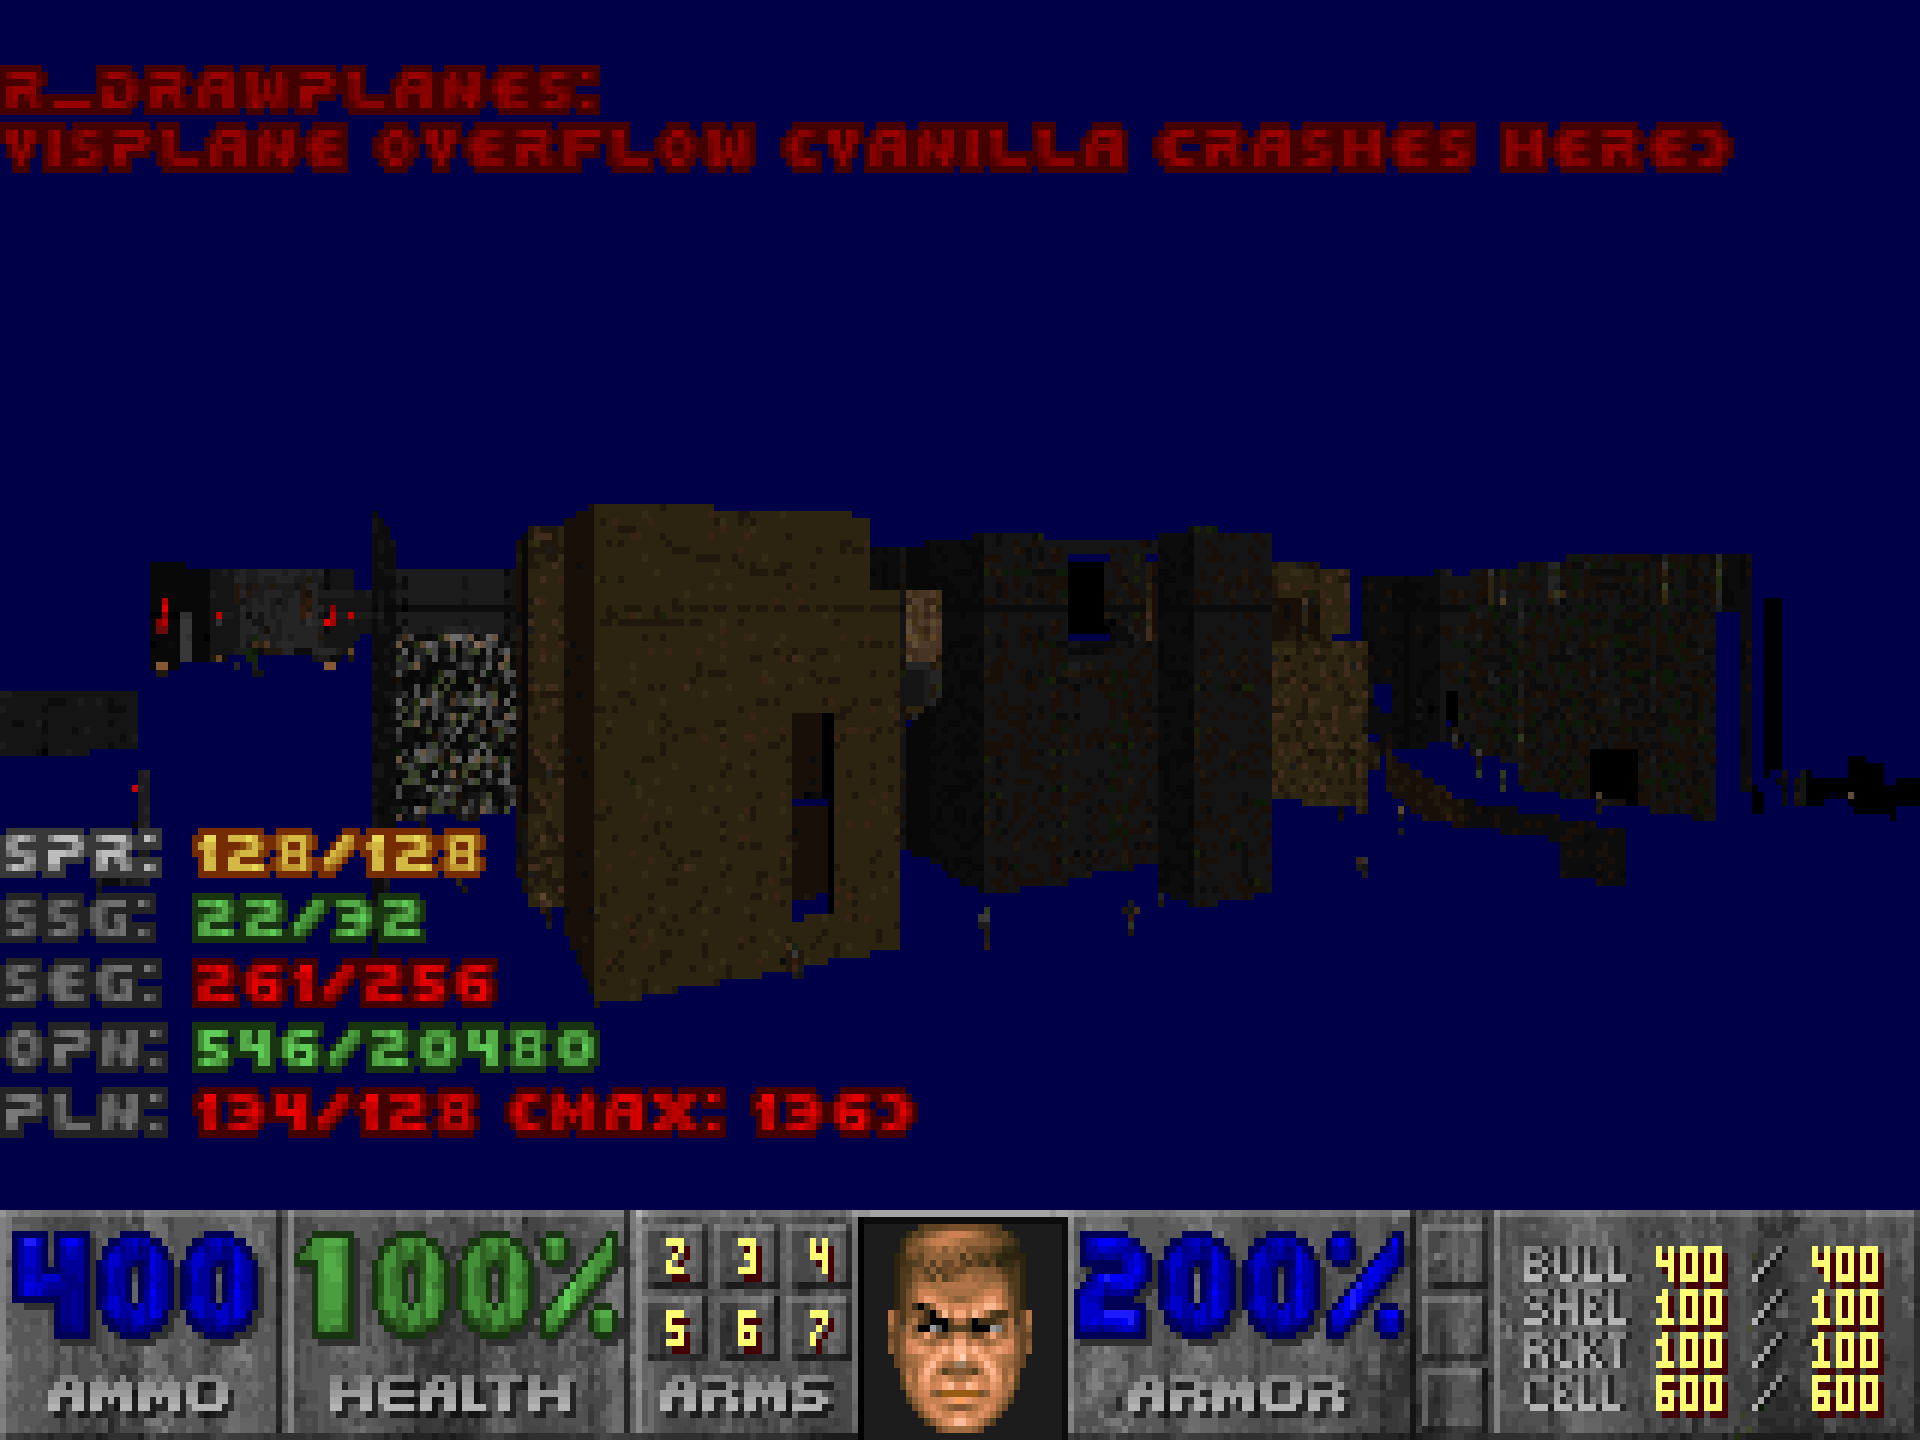 R_DRAWPLANES:
VISPLANE OVERFLOW (VANILLA CRASHES HERE)
SPR: 128/128
SSG: 22/32
SEG: 261/256
OPN: 546/20480
PLN: 134/128 (MAX: 136)
400 100% 2 3 4 200% BULL 400 / 400
SHEL 100 / 100
5 6 7 RCKT 100 / 100
AMMO HEALTH ARMS ARMOR CELL 600 / 600